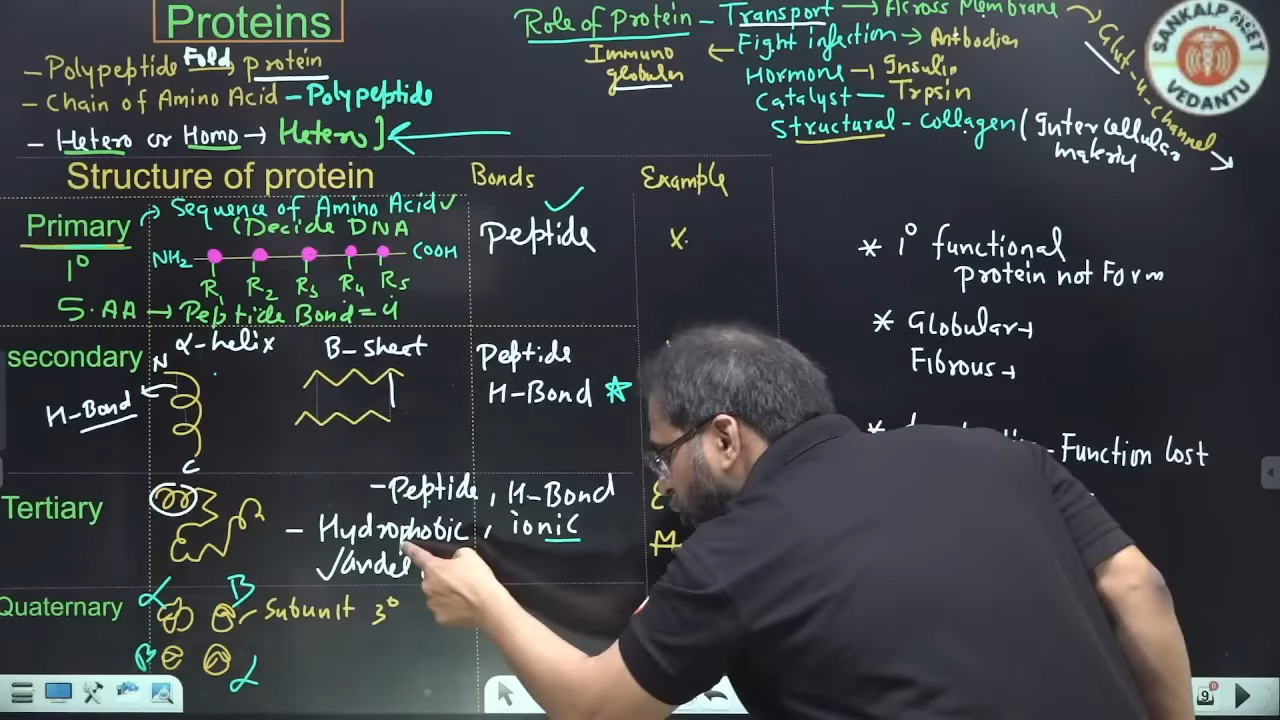 Proteins
- Polypeptide Fold protein
- Chain of Amino Acid - Polypeptide
- Hetero or Homo → Hetero]
Role of Protein - Transport → Across Membrane → Glut-4-channel
Fight infection → Antibodies
Immuno
globulin
Hormone → Insulin
Catalyst — Trpsin
Structural - Collagen (Intercellular
SANKALP NEET
VEDANTU
Structure of protein
Bonds
Example
Primary
1°
Sequence of Amino Acid ✓
(Decide DNA
NH₂
COOH
R₁ R₂ R₃ R₄ R₅
5.AA → Peptide Bond = 4
Peptide
X
* 1° functional
protein not Form
* Globular →
Fibrous →
*
- Function lost
secondary
α-helix
B-sheet
N
H-Bond
C
Peptide
H-Bond
Tertiary
- Peptide, H-Bond
- Hydrophobic, ionic
Vandel
Quaternary
α
B
Subunit 3°
B
α
9